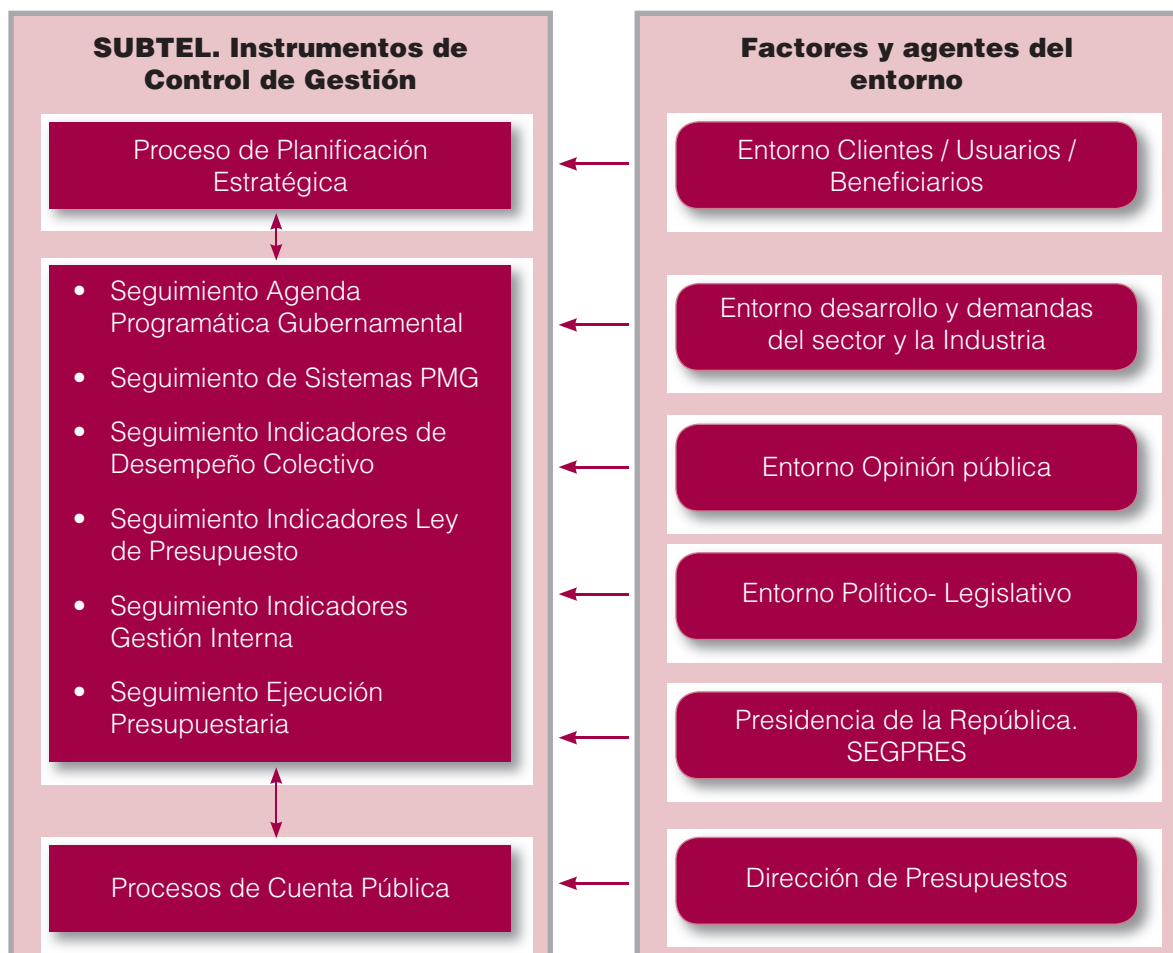 SUBTEL. Instrumentos de
Control de Gestión
Proceso de Planificación
Estratégica
• Seguimiento Agenda
Programática Gubernamental
• Seguimiento de Sistemas PMG
• Seguimiento Indicadores de
Desempeño Colectivo
• Seguimiento Indicadores Ley
de Presupuesto
• Seguimiento Indicadores
Gestión Interna
• Seguimiento Ejecución
Presupuestaria
Procesos de Cuenta Pública
Factores y agentes del
entorno
Entorno Clientes / Usuarios /
Beneficiarios
Entorno desarrollo y demandas
del sector y la Industria
Entorno Opinión pública
Entorno Político- Legislativo
Presidencia de la República.
SEGPRES
Dirección de Presupuestos